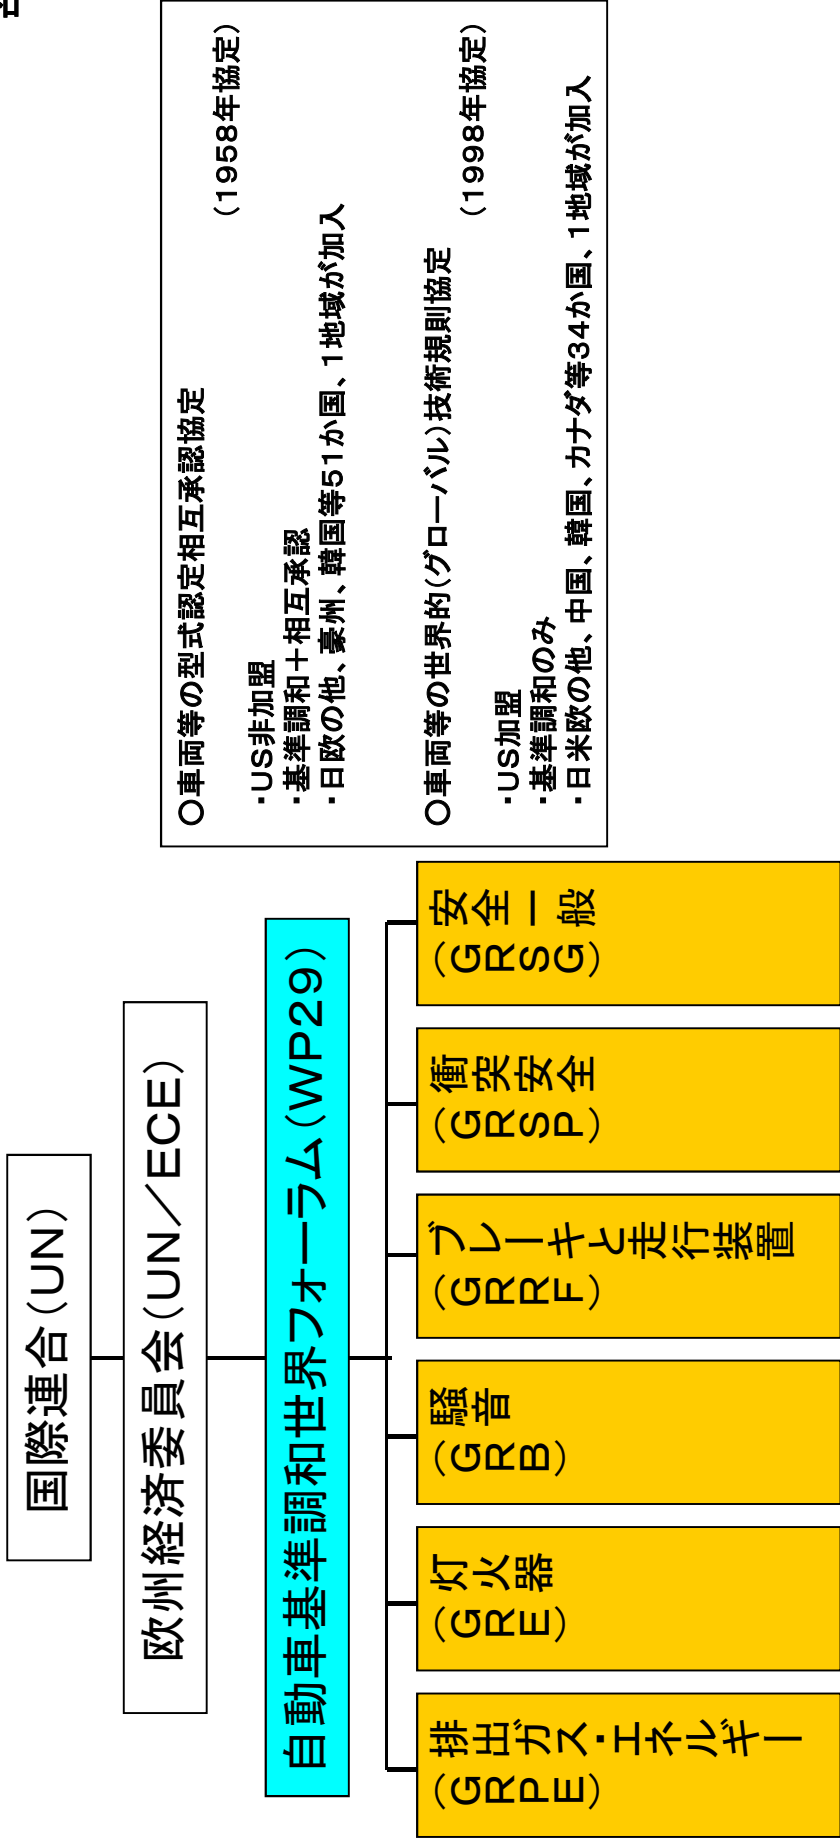 国際連合(UN)
欧州経済委員会(UN/ECE)
自動車基準調和世界フォーラム(WP29)
排出ガス・エネルギー
(GRPE)
灯火器
(GRE)
騒音
(GRB)
ブレーキと走行装置
(GRRF)
衝突安全
(GRSP)
安全一般
(GRSG)
○車両等の型式認定相互承認協定
(1958年協定)
・US非加盟
・基準調和+相互承認
・日欧の他、豪州、韓国等51か国、1地域が加入
○車両等の世界的(グローバル)技術規則協定
(1998年協定)
・US加盟
・基準調和のみ
・日米欧の他、中国、韓国、カナダ等34か国、1地域が加入